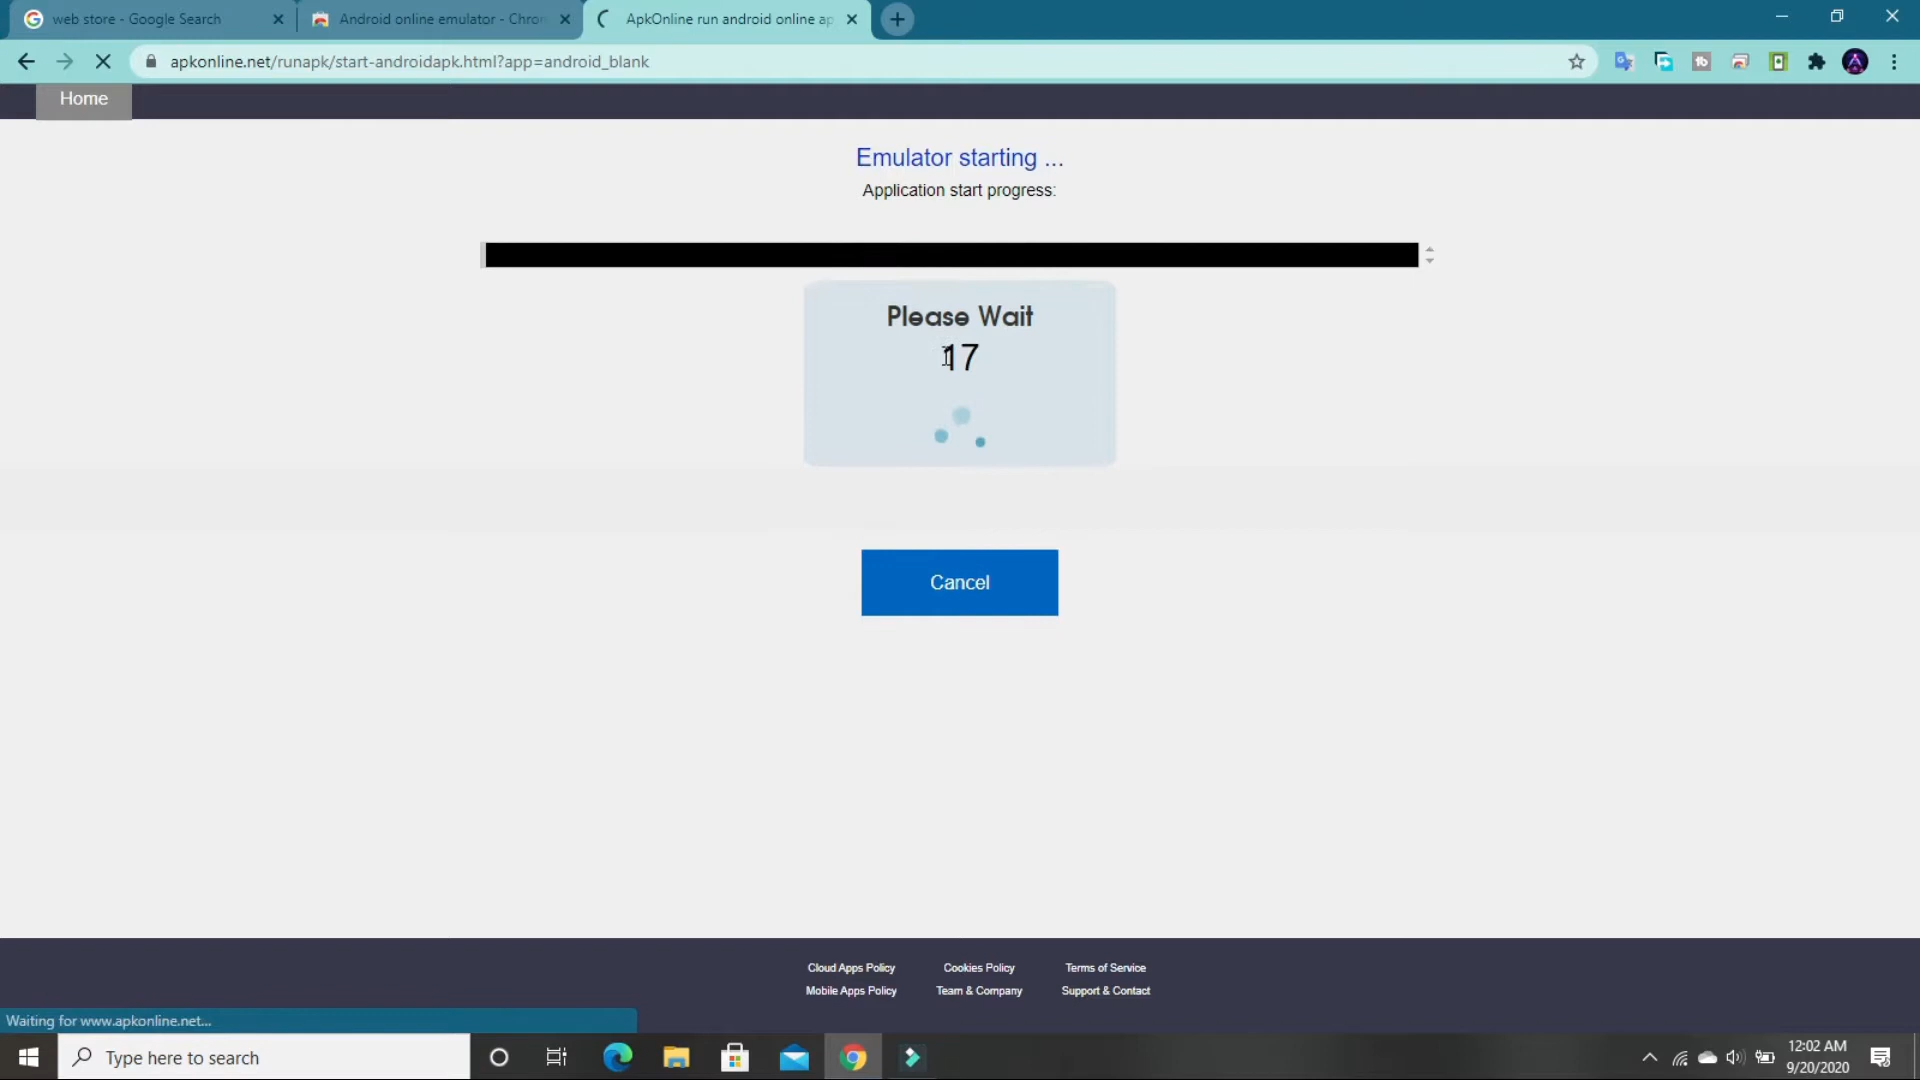 web store - Google Search
Android online emulator - Chro
ApkOnline run android online ap
apkonline.net/runapk/start-androidapk.html?app=android_blank
Home
Emulator starting ...
Application start progress:
Please Wait
17
Cancel
Cloud Apps Policy
Cookies Policy
Terms of Service
Mobile Apps Policy
Team & Company
Support & Contact
Waiting for www.apkonline.net...
Type here to search
12:02 AM
9/20/2020